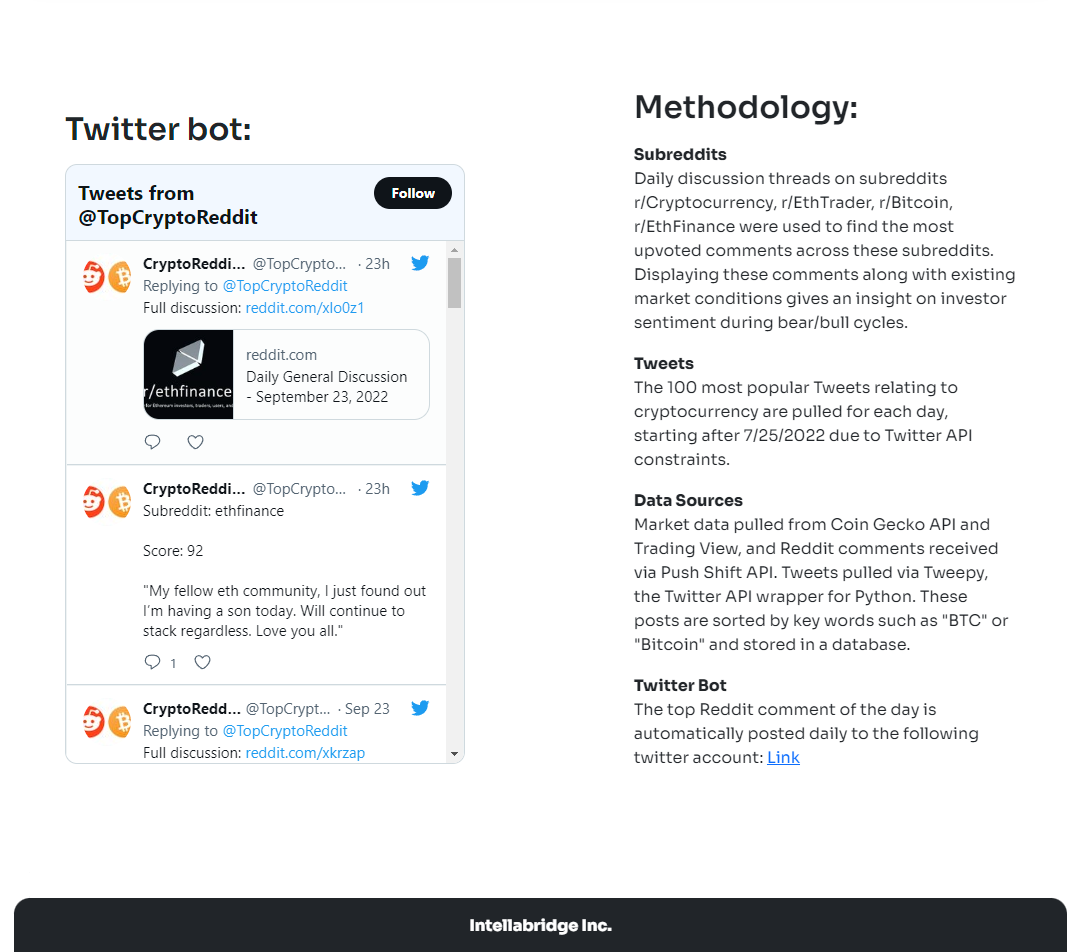 Twitter bot:
Tweets from
@TopCryptoReddit
Follow
CryptoReddi... @TopCrypto... · 23h
Replying to @TopCryptoReddit
Full discussion: reddit.com/xlo0z1
r/ethfinance
reddit.com
Daily General Discussion
- September 23, 2022
CryptoReddi... @TopCrypto... · 23h
Subreddit: ethfinance
Score: 92
"My fellow eth community, I just found out
I’m having a son today. Will continue to
stack regardless. Love you all."
1
CryptoRedd... @TopCrypt... · Sep 23
Replying to @TopCryptoReddit
Full discussion: reddit.com/xkrzap
Methodology:
Subreddits
Daily discussion threads on subreddits
r/Cryptocurrency, r/EthTrader, r/Bitcoin,
r/EthFinance were used to find the most
upvoted comments across these subreddits.
Displaying these comments along with existing
market conditions gives an insight on investor
sentiment during bear/bull cycles.
Tweets
The 100 most popular Tweets relating to
cryptocurrency are pulled for each day,
starting after 7/25/2022 due to Twitter API
constraints.
Data Sources
Market data pulled from Coin Gecko API and
Trading View, and Reddit comments received
via Push Shift API. Tweets pulled via Tweepy,
the Twitter API wrapper for Python. These
posts are sorted by key words such as "BTC" or
"Bitcoin" and stored in a database.
Twitter Bot
The top Reddit comment of the day is
automatically posted daily to the following
twitter account: Link
Intellabridge Inc.